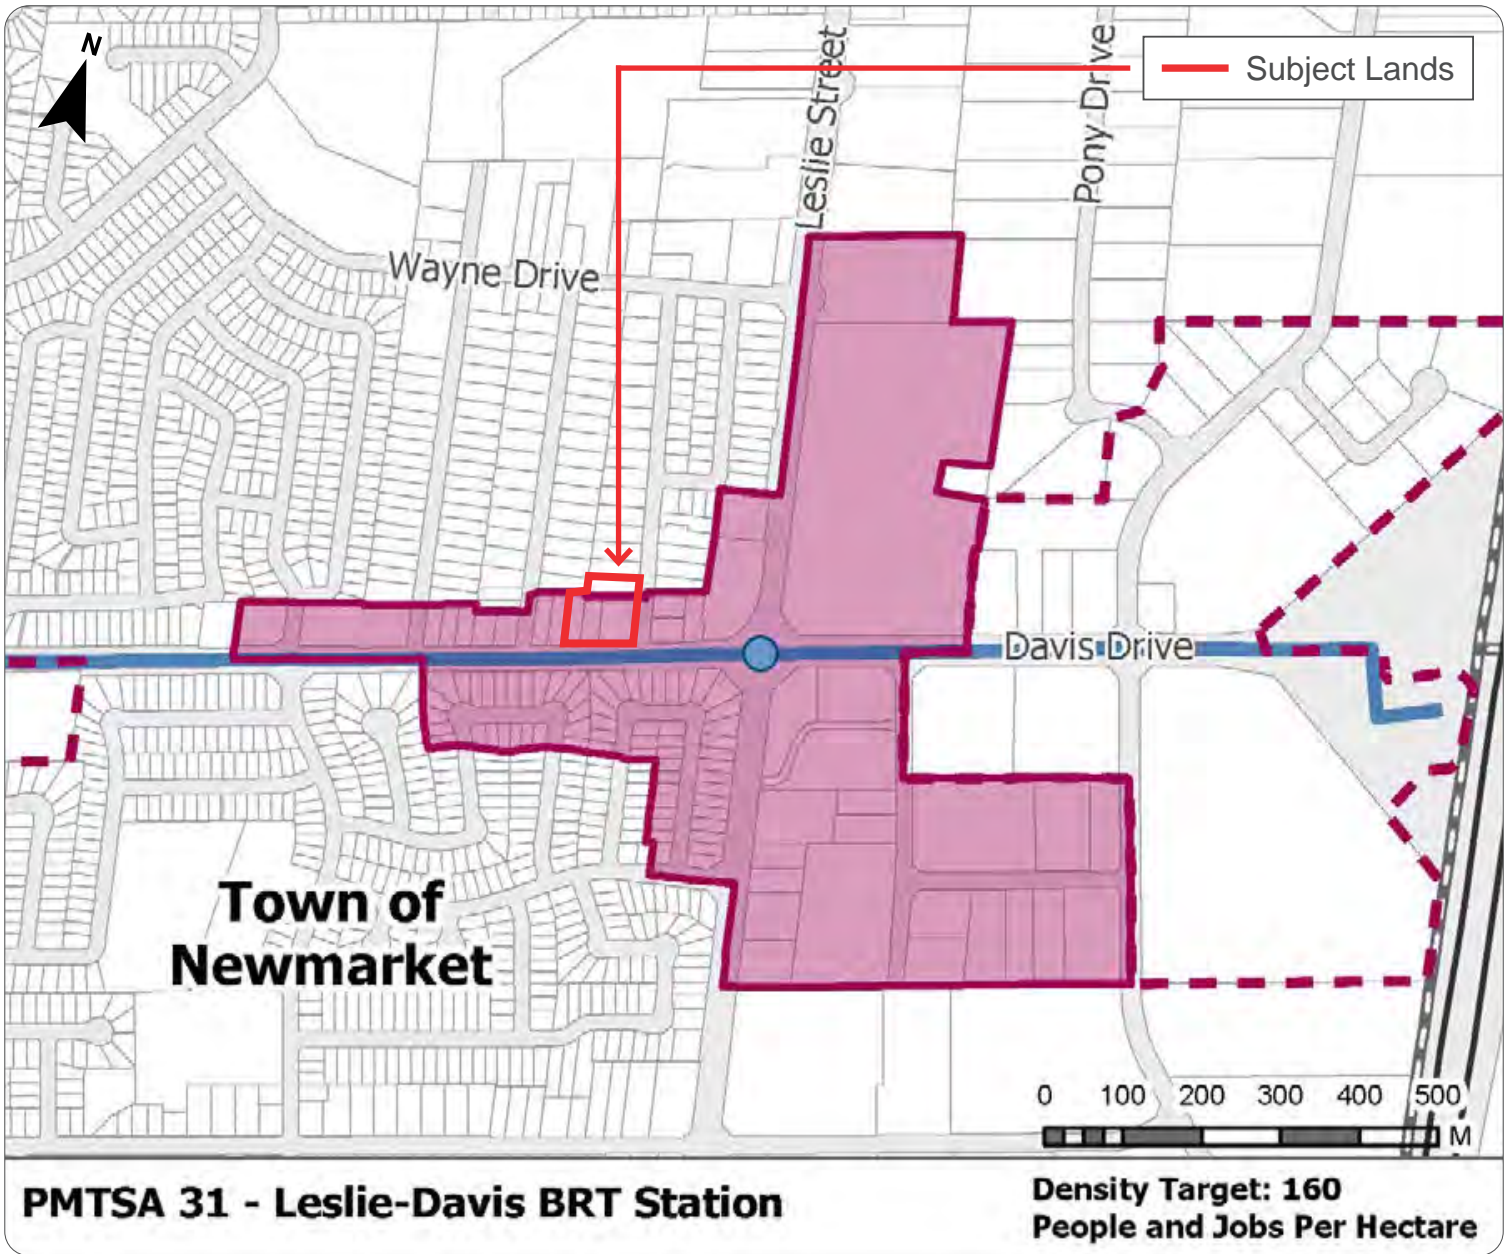 N
Leslie Street
Pony Drive
Subject Lands
Wayne Drive
Davis Drive
Town of
Newmarket
0 100 200 300 400 500
M
PMTSA 31 - Leslie-Davis BRT Station
Density Target: 160
People and Jobs Per Hectare